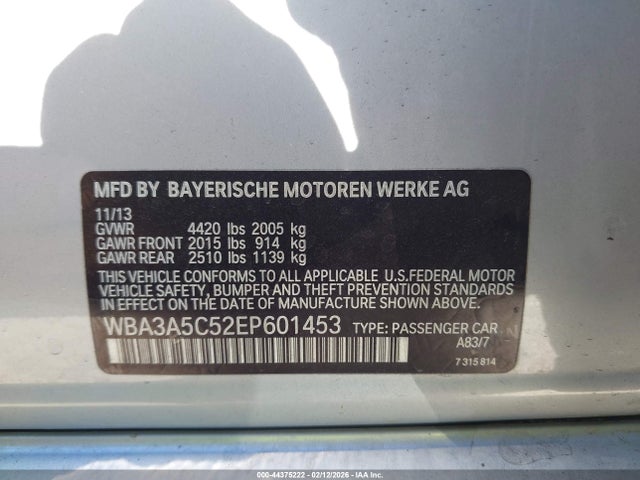 MFD BY BAYERISCHE MOTOREN WERKE AG
11/13
GVWR 4420 lbs 2005 kg
GAWR FRONT 2015 lbs 914 kg
GAWR REAR 2510 lbs 1139 kg
THIS VEHICLE CONFORMS TO ALL APPLICABLE U.S.FEDERAL MOTOR
VEHICLE SAFETY, BUMPER AND THEFT PREVENTION STANDARDS
IN EFFECT ON THE DATE OF MANUFACTURE SHOWN ABOVE.
WBA3A5C52EP601453 TYPE: PASSENGER CAR
A83/7
7 315 814
000-44375222 - 02/12/2026 - IAA Inc.